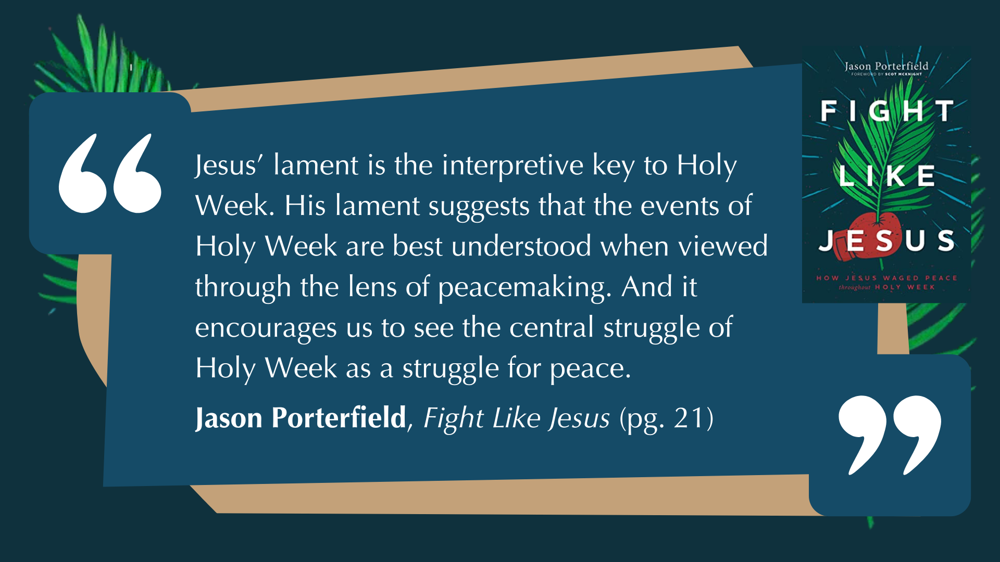 Jesus’ lament is the interpretive key to Holy
Week. His lament suggests that the events of
Holy Week are best understood when viewed
through the lens of peacemaking. And it
encourages us to see the central struggle of
Holy Week as a struggle for peace.
Jason Porterfield, Fight Like Jesus (pg. 21)
Jason Porterfield
FOREWORD BY SCOT MCKNIGHT
FIGHT
LIKE
JESUS
HOW JESUS WAGED PEACE
throughout HOLY WEEK